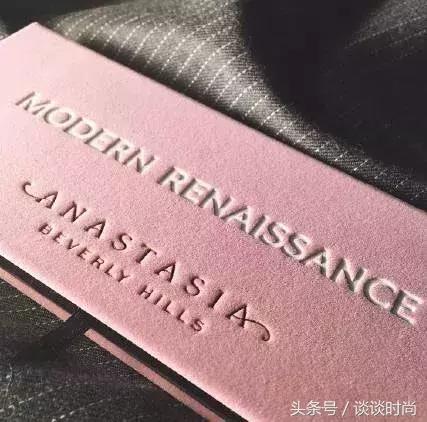 MODERN RENAISSANCE
ANASTASIA
BEVERLY HILLS
头条号／谈谈时尚